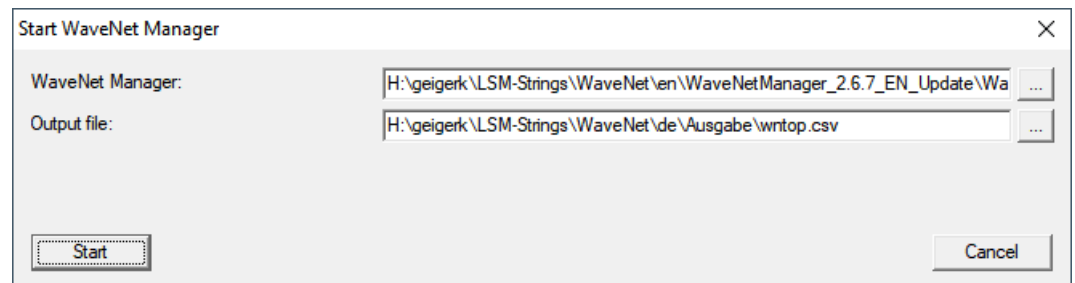 Start WaveNet Manager
WaveNet Manager: H:\geigerk\LSM-Strings\WaveNet\en\WaveNetManager_2.6.7_EN_Update\Wa ...
Output file: H:\geigerk\LSM-Strings\WaveNet\de\Ausgabe\wntop.csv ...
Start Cancel